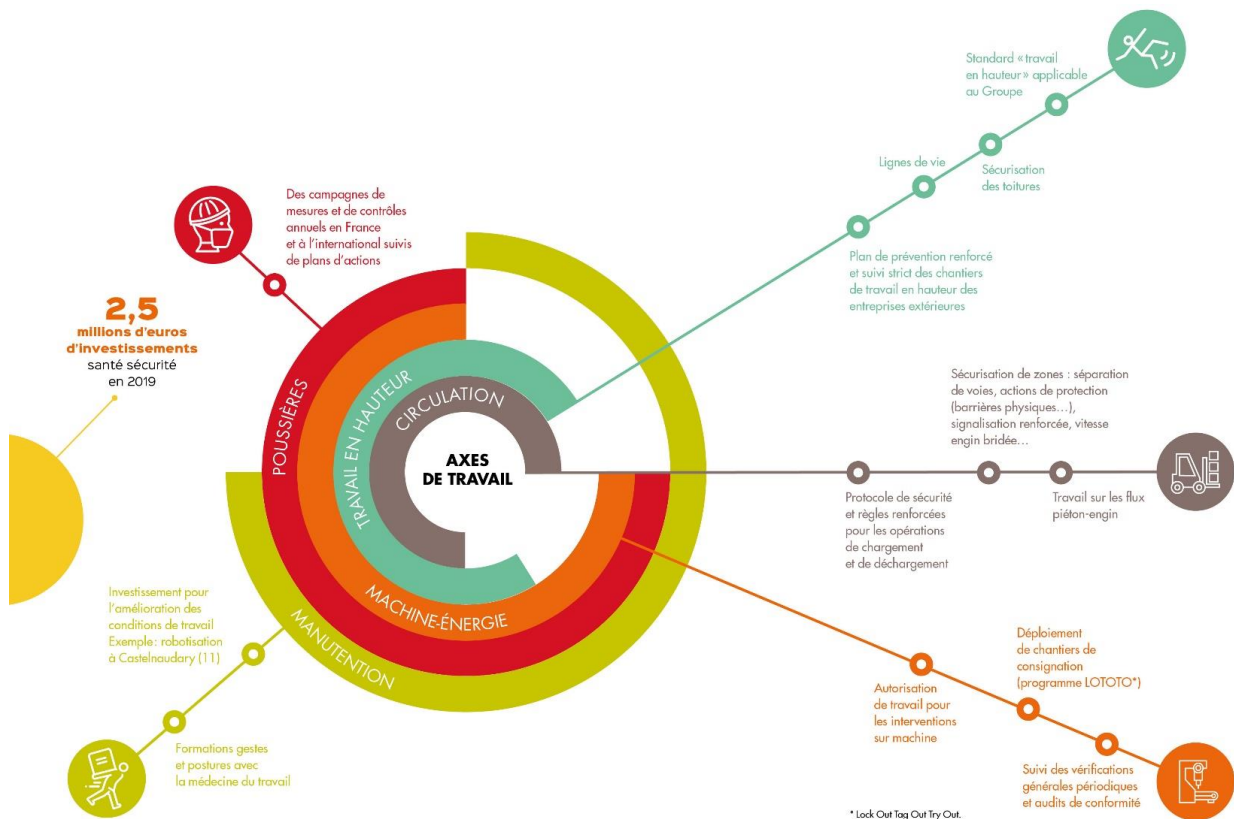 Standard « travail
en hauteur » applicable
au Groupe
Lignes de vie
Sécurisation
des toitures
Plan de prévention renforcé
et suivi strict des chantiers
de travail en hauteur des
entreprises extérieures
Des campagnes de
mesures et de contrôles
annuels en France
et à l'international suivis
de plans d'actions
2,5
millions d'euros
d'investissements
santé sécurité
en 2019
POUSSIÈRES
TRAVAIL EN HAUTEUR
CIRCULATION
AXES
DE TRAVAIL
MACHINE-ÉNERGIE
MANUTENTION
Sécurisation de zones : séparation
de voies, actions de protection
(barrières physiques...),
signalisation renforcée, vitesse
engin bridée...
Protocole de sécurité
et règles renforcées
pour les opérations
de chargement
et de déchargement
Travail sur les flux
piéton-engin
Investissement pour
l'amélioration des
conditions de travail
Exemple : robotisation
à Castelnaudary (11)
Formations gestes
et postures avec
la médecine du travail
Autorisation
de travail pour
les interventions
sur machine
Déploiement
de chantiers de
consignation
(programme LOTOTO*)
Suivi des vérifications
générales périodiques
et audits de conformité
* Lock Out Tag Out Try Out.